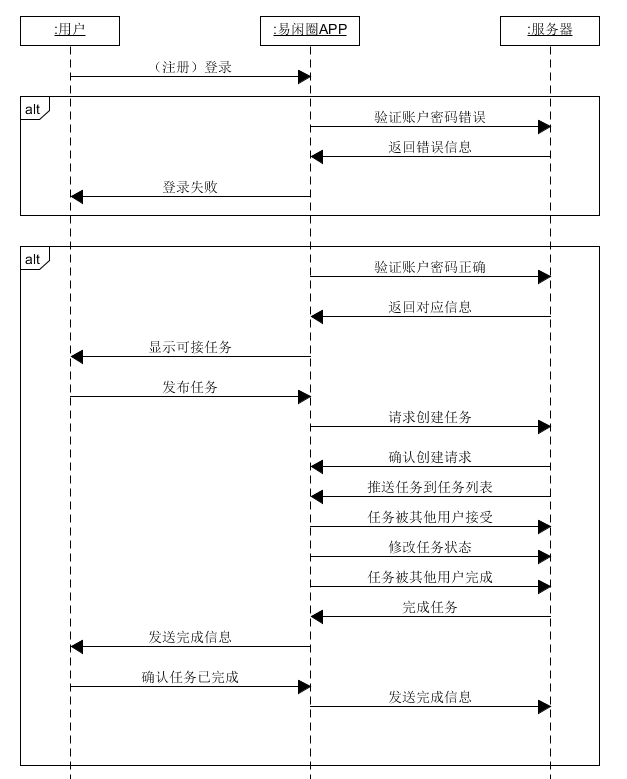 :用户
:易闲圈APP
:服务器
（注册）登录
alt
验证账户密码错误
返回错误信息
登录失败
alt
验证账户密码正确
返回对应信息
显示可接任务
发布任务
请求创建任务
确认创建请求
推送任务到任务列表
任务被其他用户接受
修改任务状态
任务被其他用户完成
完成任务
发送完成信息
确认任务已完成
发送完成信息